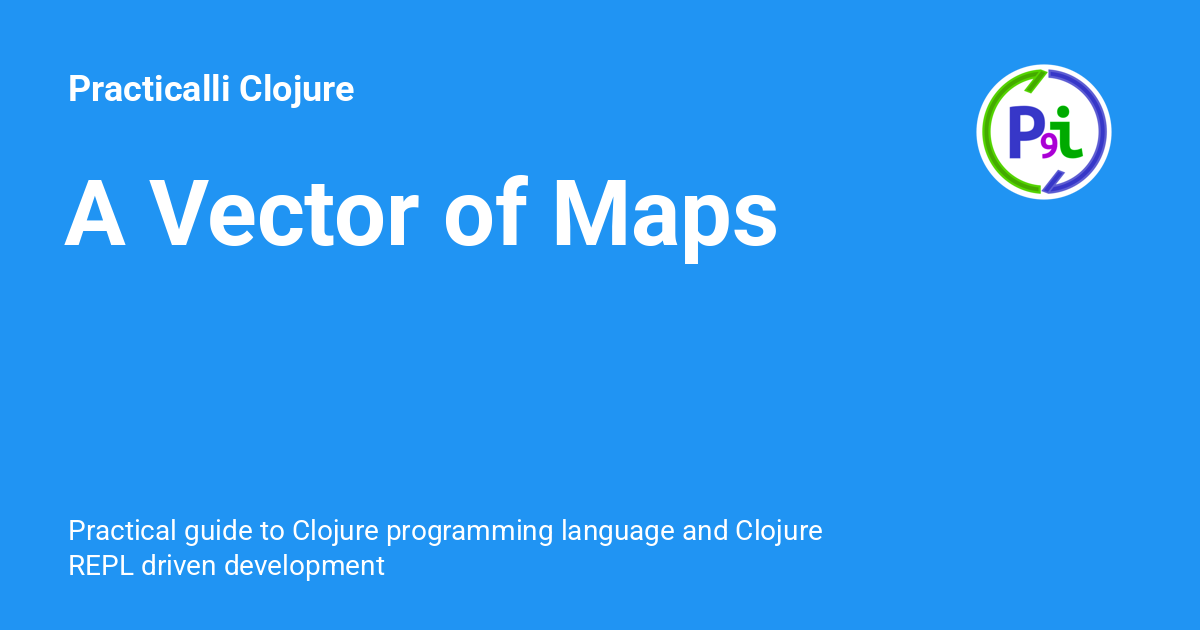 Practicalli Clojure
A Vector of Maps
P9i
Practical guide to Clojure programming language and Clojure
REPL driven development